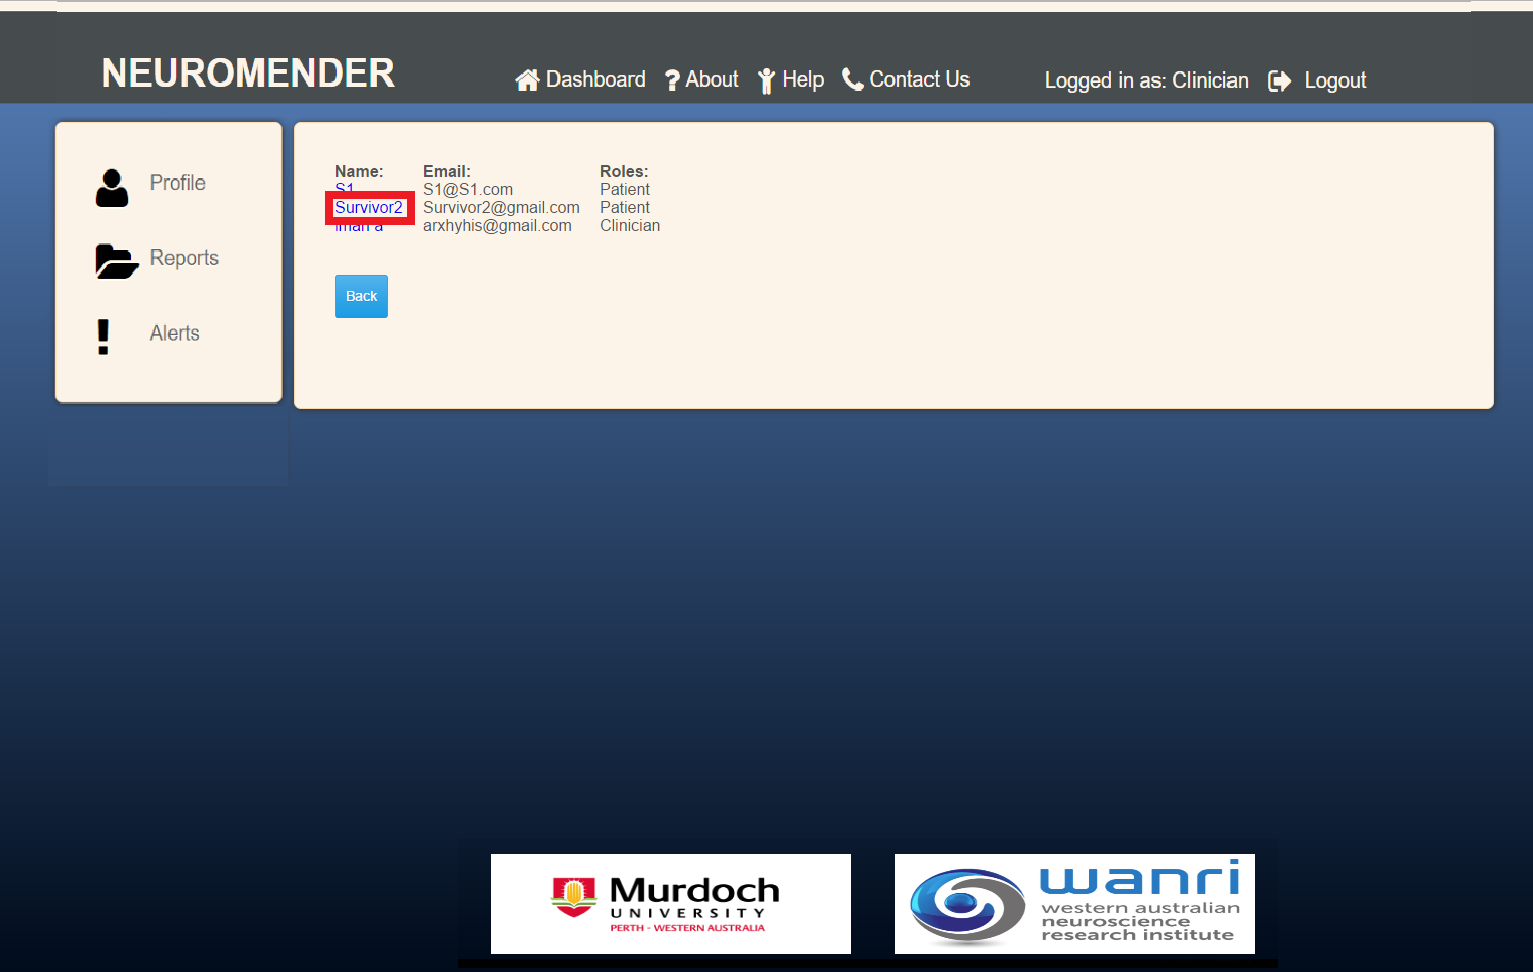 NEUROMENDER
Dashboard About Help Contact Us Logged in as: Clinician Logout
Profile
Reports
Alerts
Name: Email: Roles:
S1 S1@S1.com Patient
Survivor2 Survivor2@gmail.com Patient
iman a arxhyhis@gmail.com Clinician
Back
Murdoch
UNIVERSITY
PERTH - WESTERN AUSTRALIA
wanri
western australian
neuroscience
research institute